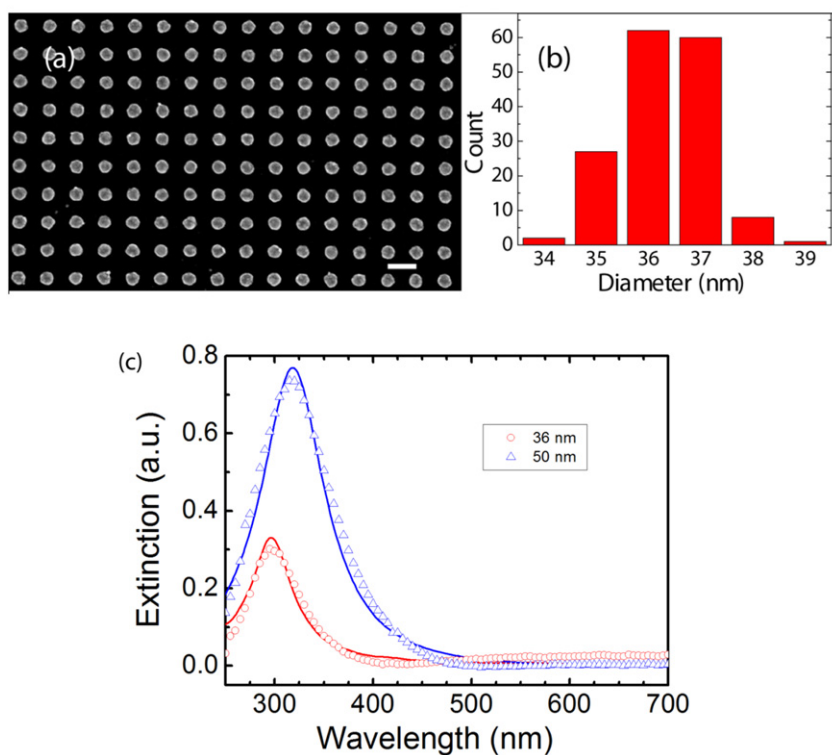 (a)
(b)
60
50
40
30
20
10
0
Count
34 35 36 37 38 39
Diameter (nm)
(c)
0.8
0.6
0.4
0.2
0.0
Extinction (a.u.)
36 nm
50 nm
300 400 500 600 700
Wavelength (nm)